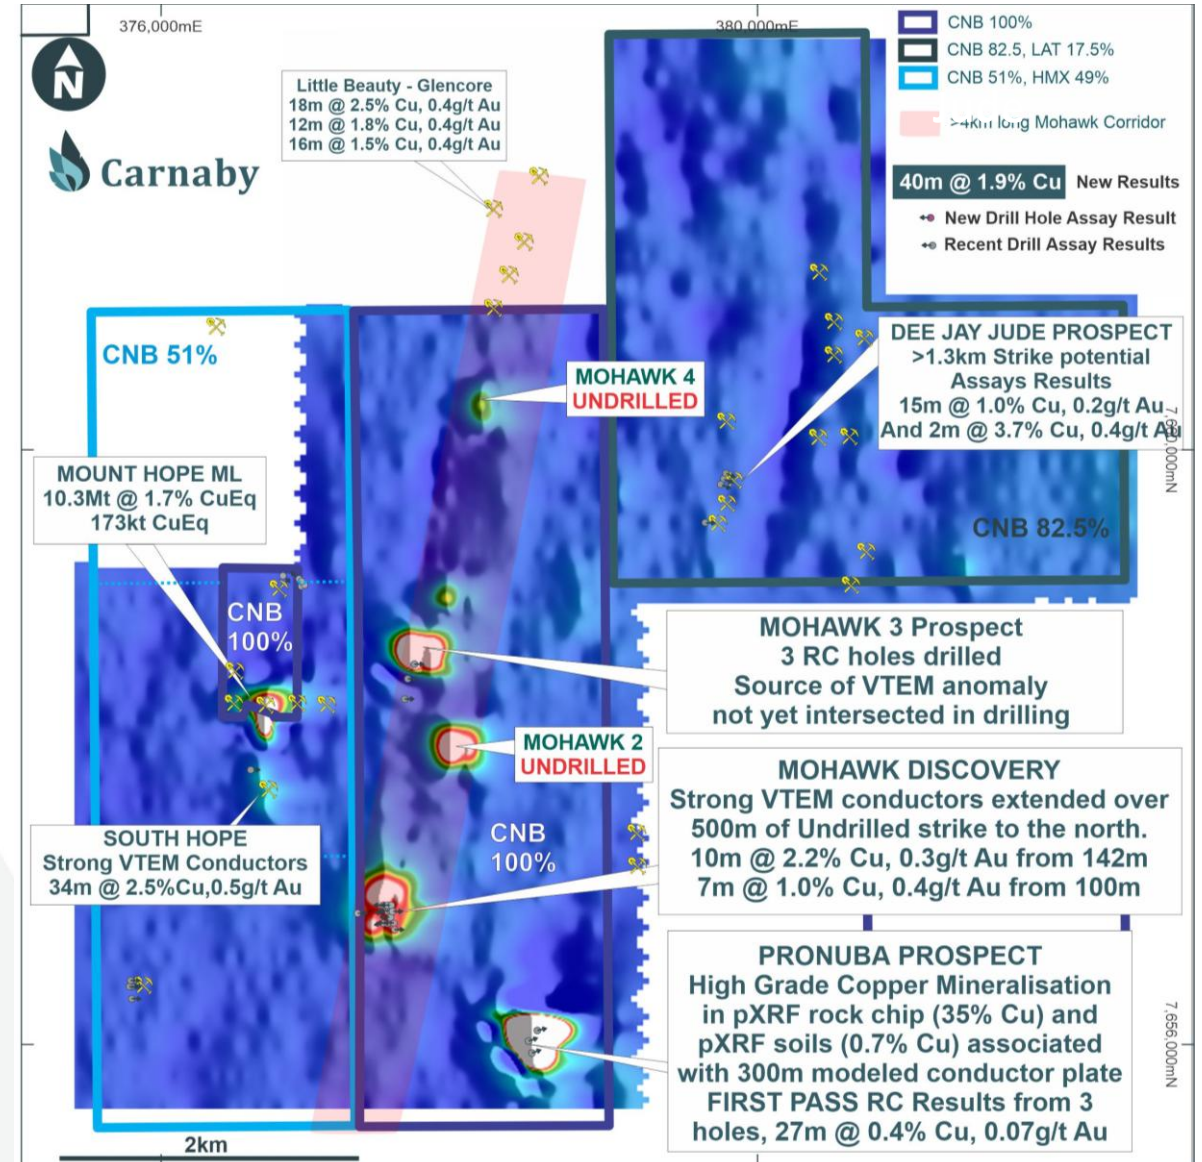 376,000mE
380,000mE
N
Carnaby
CNB 100%
CNB 82.5, LAT 17.5%
CNB 51%, HMX 49%
>4km long Mohawk Corridor
40m @ 1.9% Cu New Results
New Drill Hole Assay Result
Recent Drill Assay Results
Little Beauty - Glencore
18m @ 2.5% Cu, 0.4g/t Au
12m @ 1.8% Cu, 0.4g/t Au
16m @ 1.5% Cu, 0.4g/t Au
CNB 51%
MOHAWK 4
UNDRILLED
DEE JAY JUDE PROSPECT
>1.3km Strike potential
Assays Results
15m @ 1.0% Cu, 0.2g/t Au
And 2m @ 3.7% Cu, 0.4g/t Au
MOUNT HOPE ML
10.3Mt @ 1.7% CuEq
173kt CuEq
CNB 82.5%
CNB
100%
MOHAWK 3 Prospect
3 RC holes drilled
Source of VTEM anomaly
not yet intersected in drilling
MOHAWK 2
UNDRILLED
MOHAWK DISCOVERY
Strong VTEM conductors extended over
500m of Undrilled strike to the north.
10m @ 2.2% Cu, 0.3g/t Au from 142m
7m @ 1.0% Cu, 0.4g/t Au from 100m
SOUTH HOPE
Strong VTEM Conductors
34m @ 2.5%Cu,0.5g/t Au
CNB
100%
PRONUBA PROSPECT
High Grade Copper Mineralisation
in pXRF rock chip (35% Cu) and
pXRF soils (0.7% Cu) associated
with 300m modeled conductor plate
FIRST PASS RC Results from 3
holes, 27m @ 0.4% Cu, 0.07g/t Au
7,656,000mN
2km